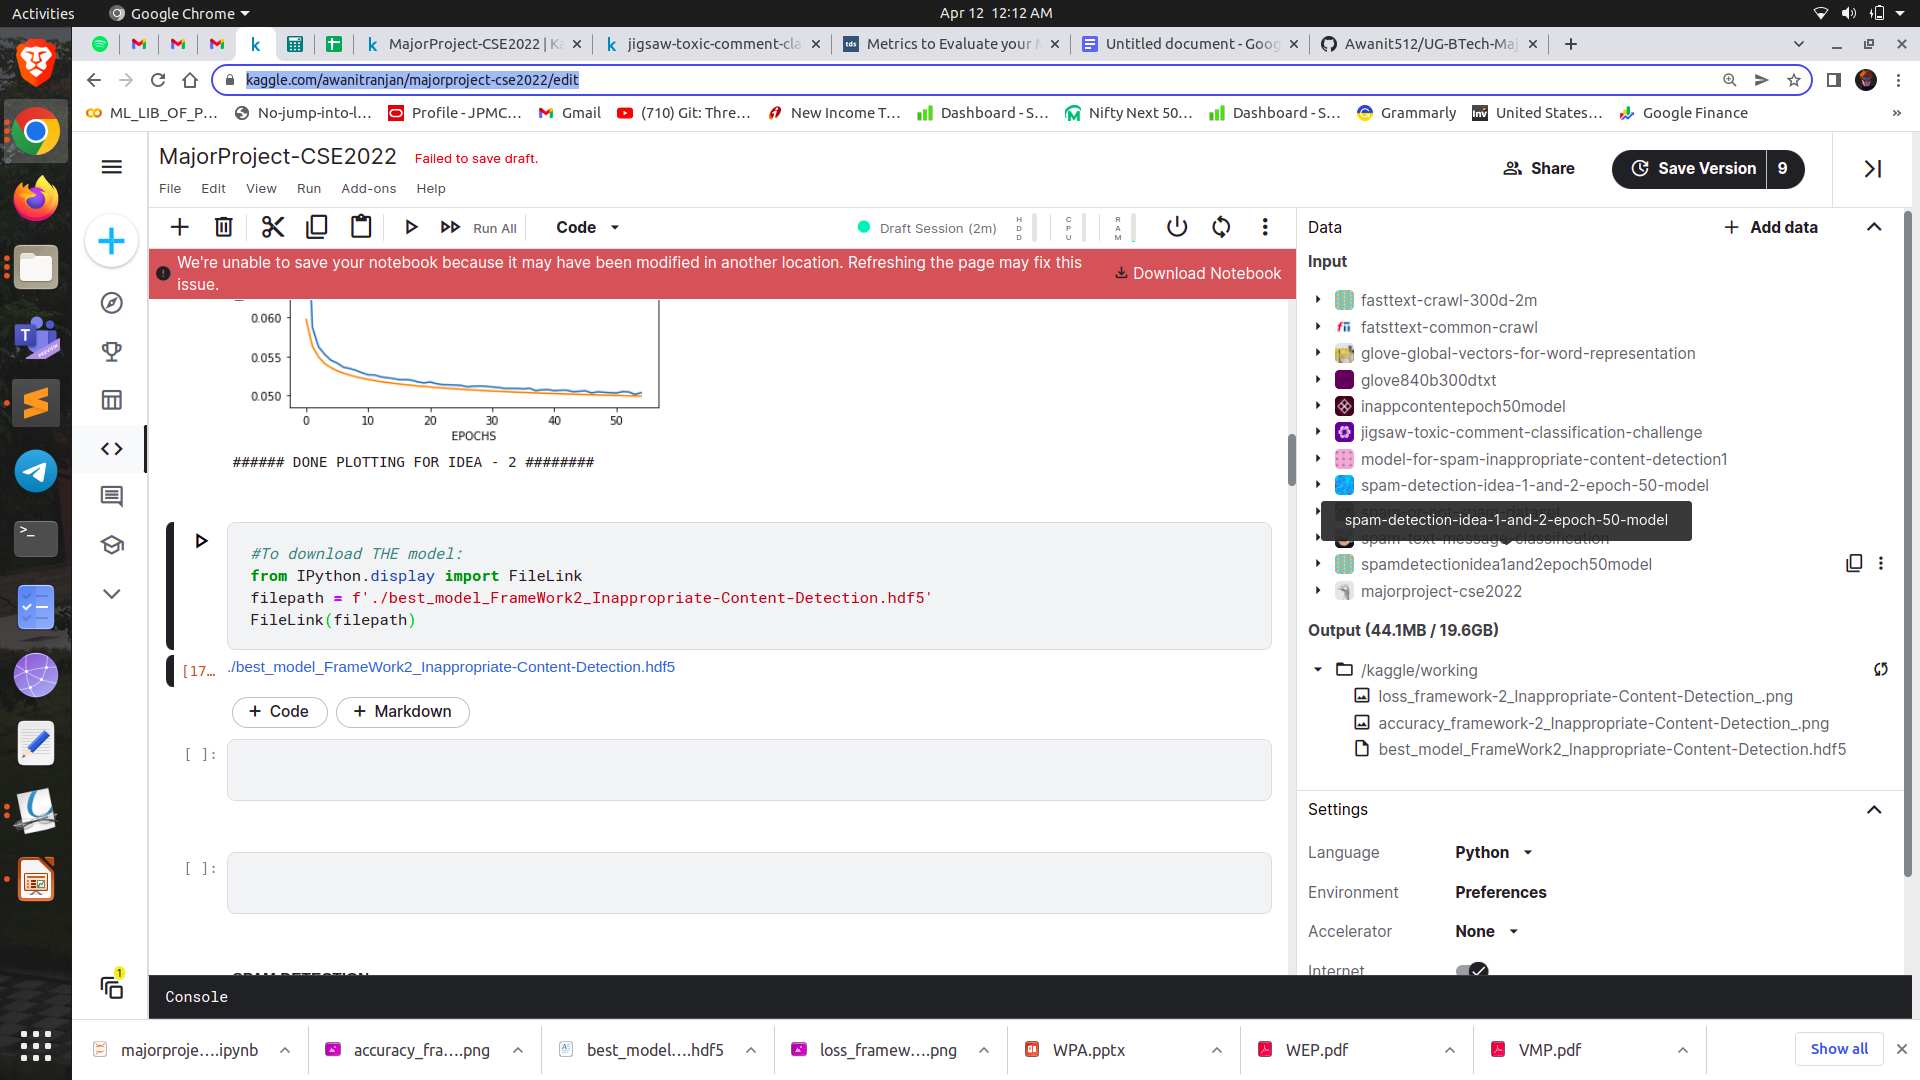 Activities
Google Chrome
Apr 12 12:12 AM
MajorProject-CSE2022 | Ka
jigsaw-toxic-comment-cla
Metrics to Evaluate your M
Untitled document - Goog
Awanit512/UG-BTech-Maj
kaggle.com/awanitranjan/majorproject-cse2022/edit
ML_LIB_OF_P...
No-jump-into-l...
Profile - JPMC...
Gmail
(710) Git: Thre...
New Income T...
Dashboard - S...
Nifty Next 50...
Dashboard - S...
Grammarly
United States...
Google Finance
»
MajorProject-CSE2022
Failed to save draft.
Share
Save Version
9
File Edit View Run Add-ons Help
Run All
Code
Draft Session (2m)
HDD
CPU
RAM
We're unable to save your notebook because it may have been modified in another location. Refreshing the page may fix this
issue.
Download Notebook
0.060
0.055
0.050
0 10 20 30 40 50
EPOCHS
###### DONE PLOTTING FOR IDEA - 2 ########
#To download THE model:
from IPython.display import FileLink
filepath = f'./best_model_FrameWork2_Inappropriate-Content-Detection.hdf5'
FileLink(filepath)
[17...
./best_model_FrameWork2_Inappropriate-Content-Detection.hdf5
+ Code
+ Markdown
[ ]:
[ ]:
SPAM DETECTION
Console
Data
+ Add data
Input
fasttext-crawl-300d-2m
fatsttext-common-crawl
glove-global-vectors-for-word-representation
glove840b300dtxt
inappcontentepoch50model
jigsaw-toxic-comment-classification-challenge
model-for-spam-inappropriate-content-detection1
spam-detection-idea-1-and-2-epoch-50-model
spam-detection-idea-1-and-2-epoch-50-model
spam-text-message-classification
spamdetectionidea1and2epoch50model
majorproject-cse2022
Output (44.1MB / 19.6GB)
/kaggle/working
loss_framework-2_Inappropriate-Content-Detection_.png
accuracy_framework-2_Inappropriate-Content-Detection_.png
best_model_FrameWork2_Inappropriate-Content-Detection.hdf5
Settings
Language
Python
Environment
Preferences
Accelerator
None
Internet
1
majorproje....ipynb
accuracy_fra....png
best_model....hdf5
loss_framew....png
WPA.pptx
WEP.pdf
VMP.pdf
Show all